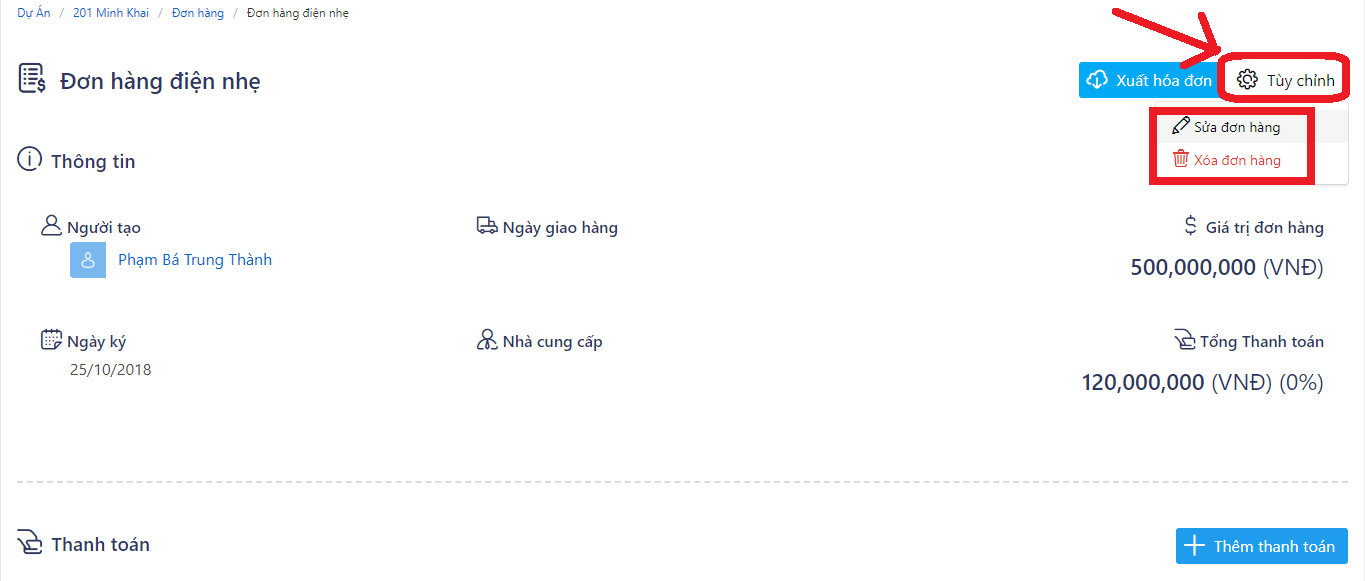 Dự Án / 201 Minh Khai / Đơn hàng / Đơn hàng điện nhẹ
Đơn hàng điện nhẹ
Xuất hóa đơn
Tùy chỉnh
Sửa đơn hàng
Xóa đơn hàng
Thông tin
Người tạo
Phạm Bá Trung Thành
Ngày giao hàng
Giá trị đơn hàng
500,000,000 (VNĐ)
Ngày ký
25/10/2018
Nhà cung cấp
Tổng Thanh toán
120,000,000 (VNĐ) (0%)
Thanh toán
Thêm thanh toán